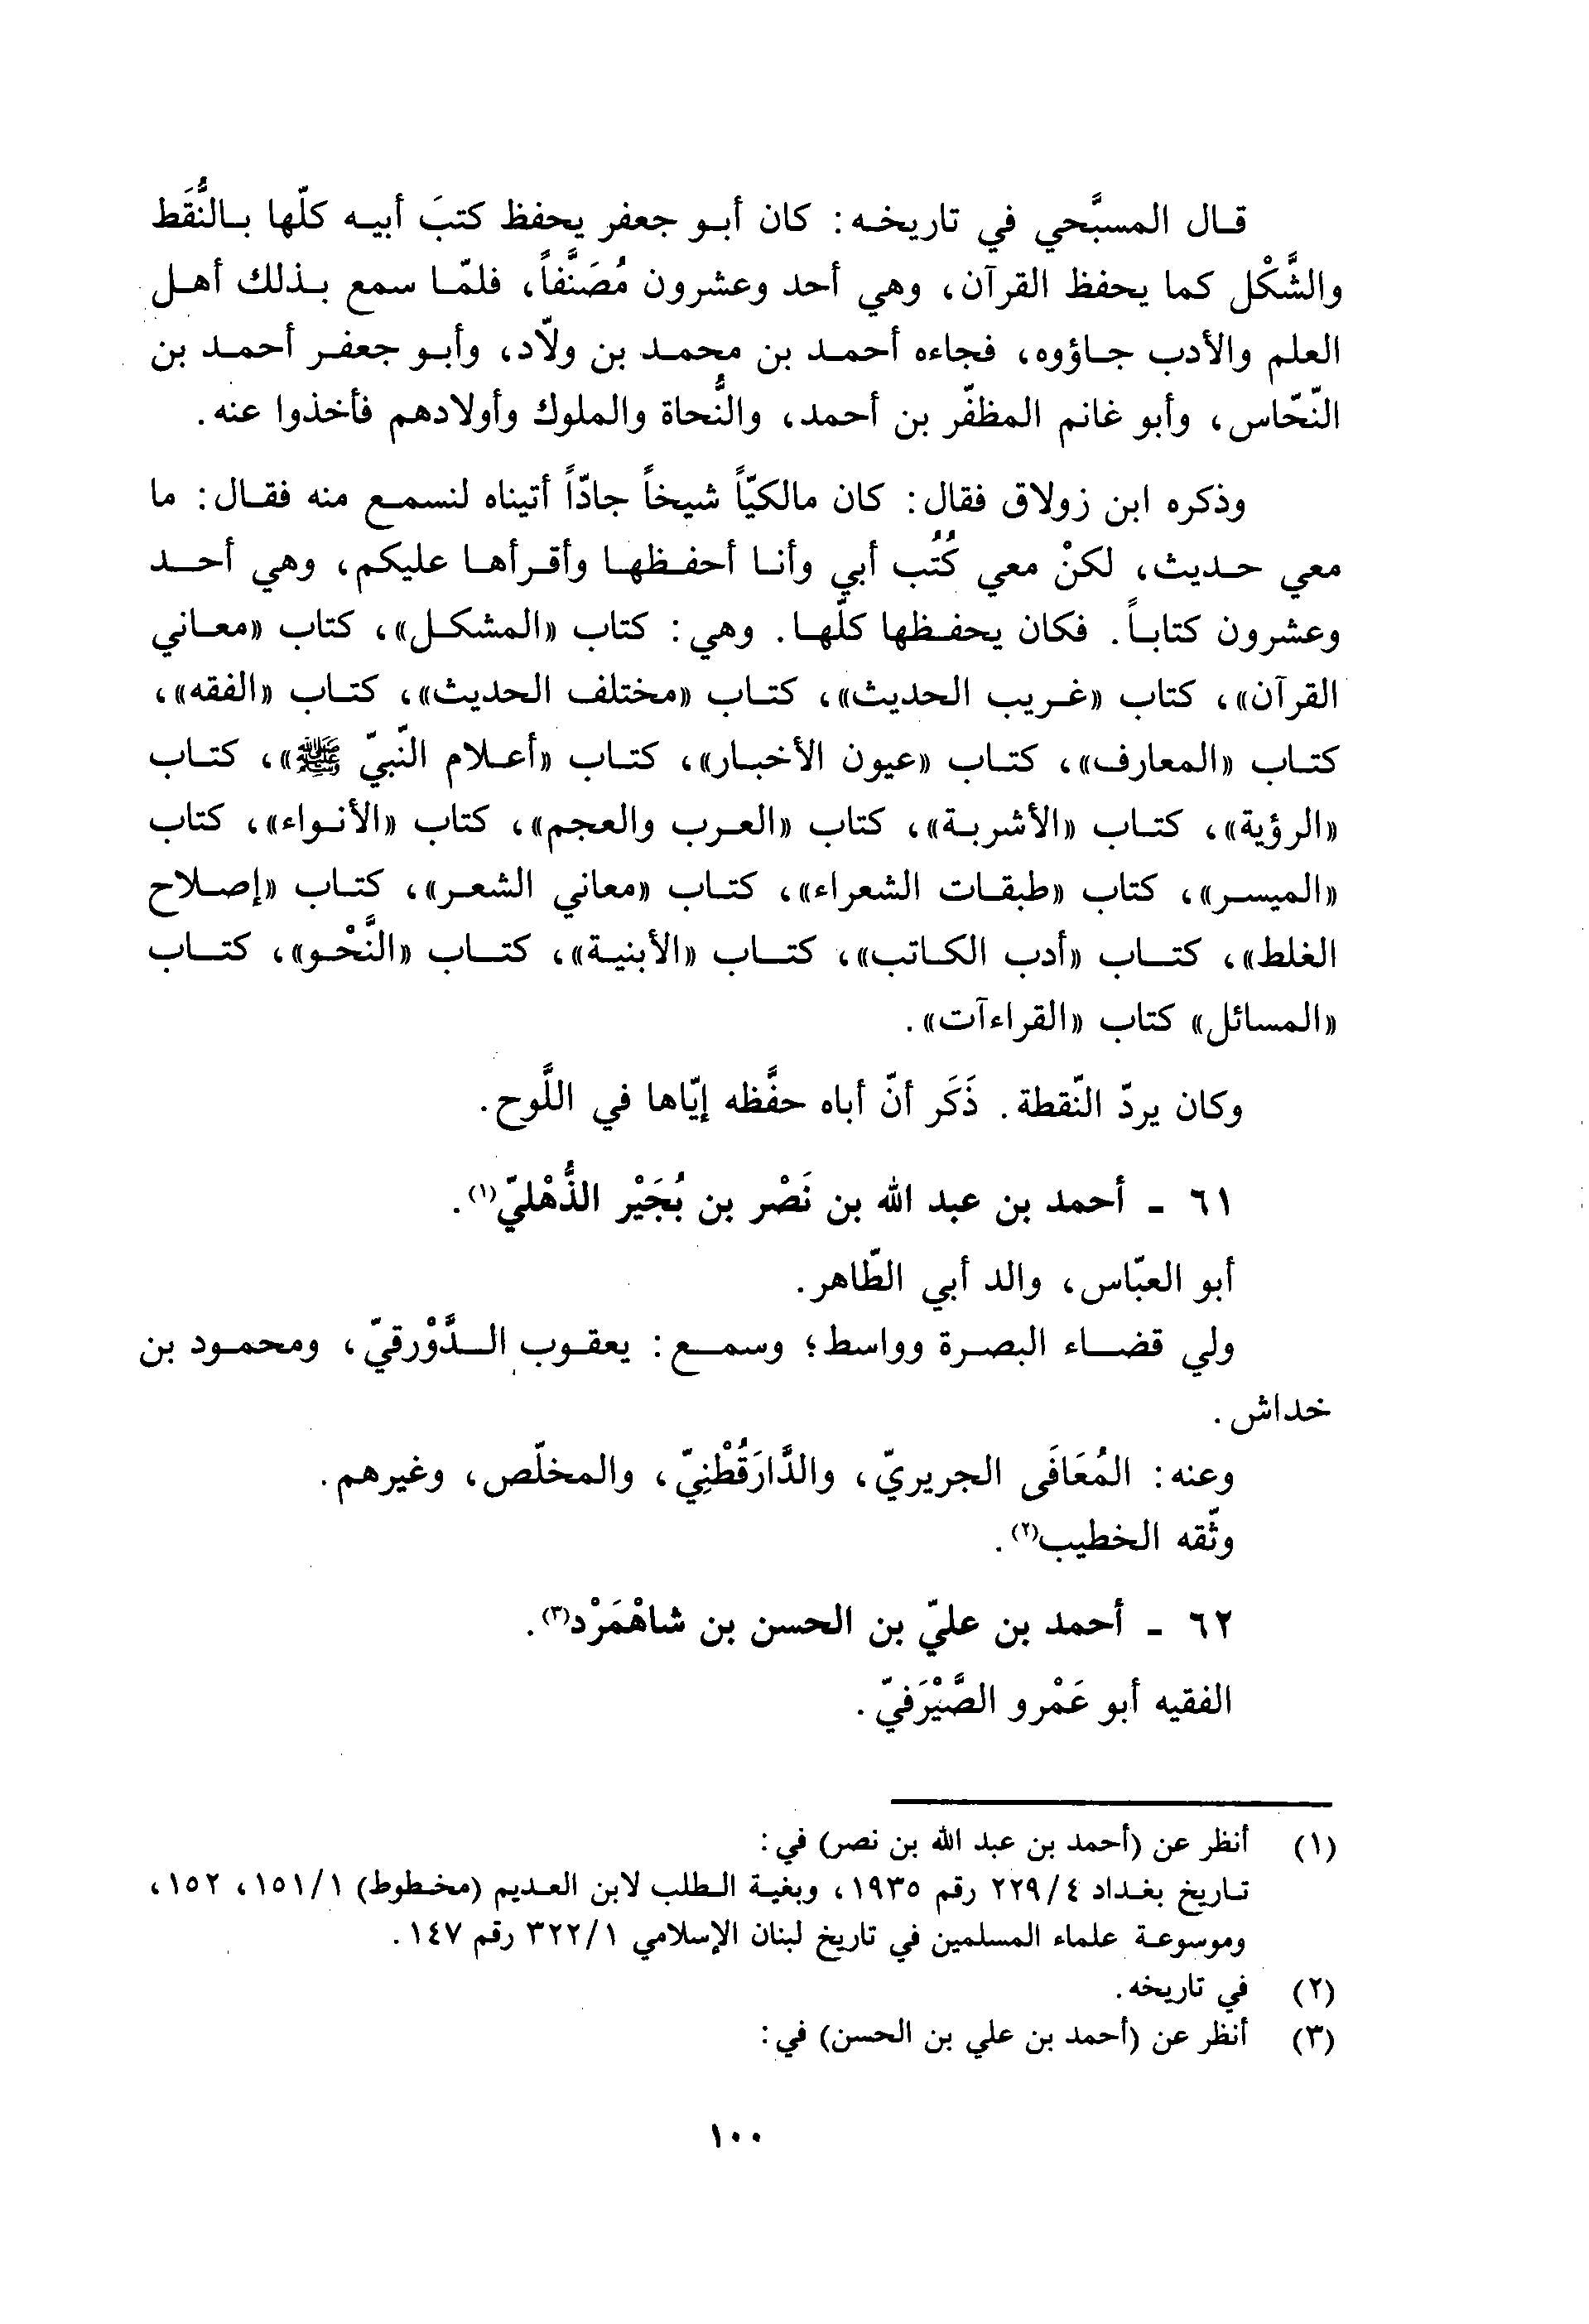 قال المسبَّحي في تاريخه: كان أبو جعفر يحفظ كتبَ أبيه كلّها بالنُّقَط
والشَّكْل كما يحفظ القرآن، وهي أحد وعشرون مُصَنَّفاً، فلمّا سمع بذلك أهل
العلم والأدب جاؤوه، فجاءه أحمد بن محمد بن ولّاد، وأبو جعفر أحمد بن
النّحّاس، وأبو غانم المظفّر بن أحمد، والنُّحاة والملوك وأولادهم فأخذوا عنه.
وذكره ابن زولاق فقال: كان مالكيّاً شيخاً جادّاً أتيناه لنسمع منه فقال: ما
معي حديث، لكنْ معي كُتُب أبي وأنا أحفظها وأقرأها عليكم، وهي أحد
وعشرون كتاباً. فكان يحفظها كلّها. وهي: كتاب «المشكل»، كتاب «معاني
القرآن»، كتاب «غريب الحديث»، كتاب «مختلف الحديث»، كتاب «الفقه»،
كتاب «المعارف»، كتاب «عيون الأخبار»، كتاب «أعلام النّبيّ ﷺ»، كتاب
«الرؤية»، كتاب «الأشربة»، كتاب «العرب والعجم»، كتاب «الأنواء»، كتاب
«الميسر»، كتاب «طبقات الشعراء»، كتاب «معاني الشعر»، كتاب «إصلاح
الغلط»، كتاب «أدب الكاتب»، كتاب «الأبنية»، كتاب «النَّحْو»، كتاب
«المسائل» كتاب «القراءآت».
وكان يردّ النّقطة. ذَكَر أنّ أباه حفَّظه إيّاها في اللَّوح.
٦١ - أحمد بن عبد الله بن نَصْر بن بُجَيْر الذُّهْليّ(١).
أبو العبّاس، والد أبي الطّاهر.
ولي قضاء البصرة وواسط؛ وسمع: يعقوب الدَّوْرقيّ، ومحمود بن
خداش.
وعنه: المُعَافَى الجريريّ، والدَّارَقُطْنِيّ، والمخلّص، وغيرهم.
وثّقه الخطيب(٢).
٦٢ - أحمد بن عليّ بن الحسن بن شاهْمَرْد(٣).
الفقيه أبو عَمْرو الصَّيْرَفيّ.
(١) أنظر عن (أحمد بن عبد الله بن نصر) في:
تاريخ بغداد ٤/ ٢٢٩ رقم ١٩٣٥، وبغية الطلب لابن العديم (مخطوط) ١/ ١٥١، ١٥٢،
وموسوعة علماء المسلمين في تاريخ لبنان الإسلامي ١/ ٣٢٢ رقم ١٤٧.
(٢) في تاريخه.
(٣) أنظر عن (أحمد بن علي بن الحسن) في:
١٠٠